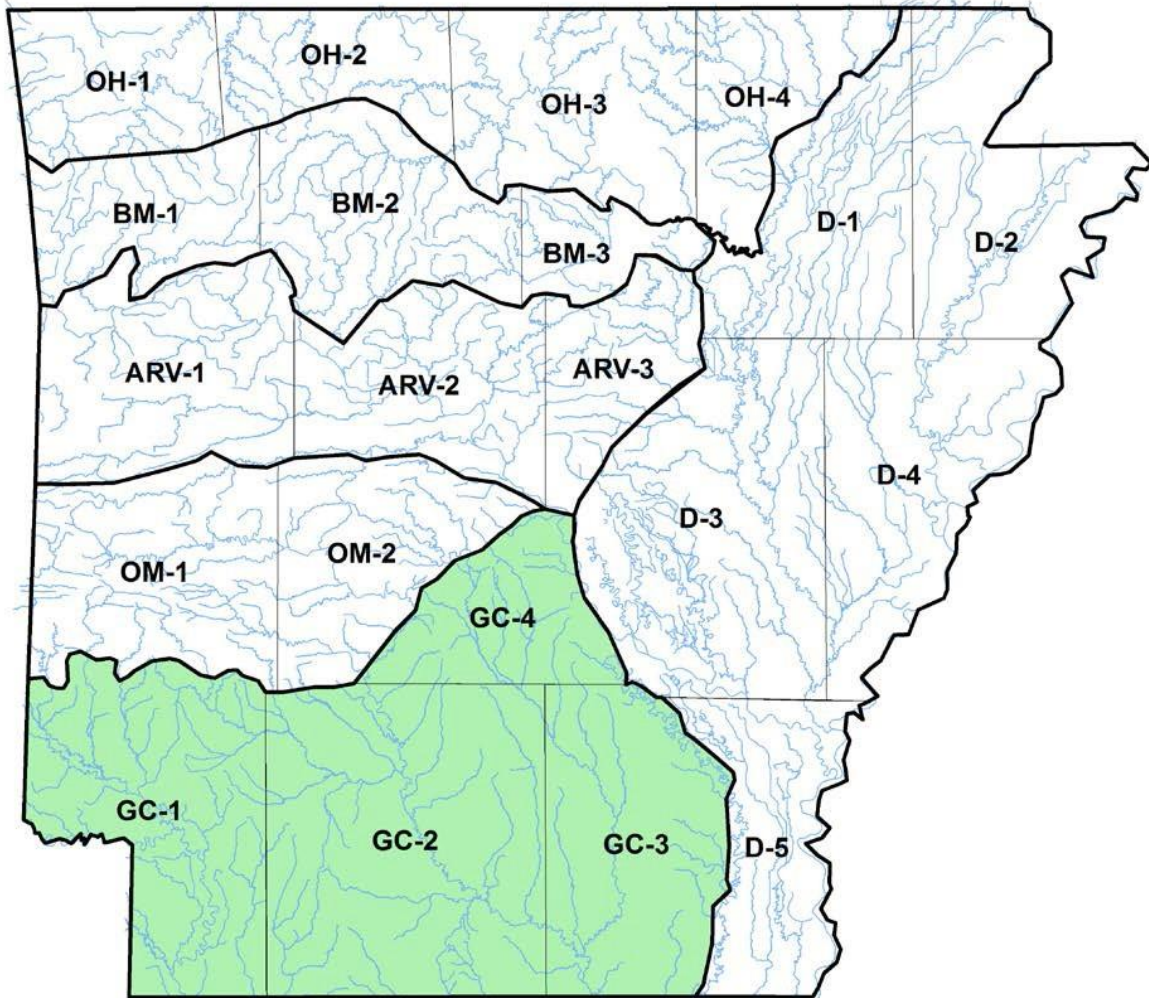 OH-1
OH-2
OH-3
OH-4
BM-1
BM-2
BM-3
D-1
D-2
ARV-1
ARV-2
ARV-3
D-3
D-4
OM-1
OM-2
GC-4
GC-1
GC-2
GC-3
D-5